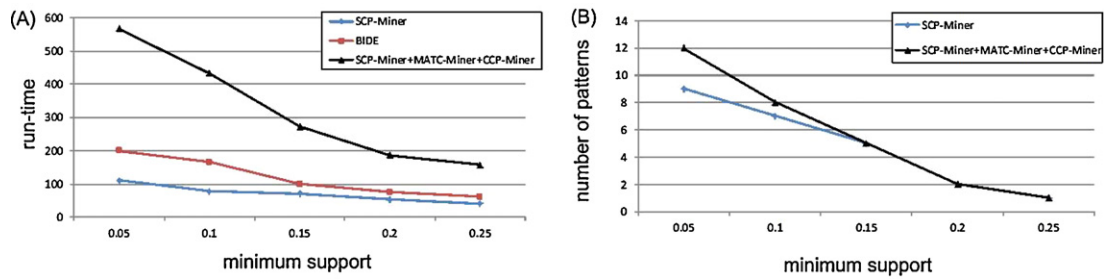 (A)
600
500
400
300
200
100
0
run-time
SCP-Miner
BIDE
SCP-Miner+MATC-Miner+CCP-Miner
0.05 0.1 0.15 0.2 0.25
minimum support
(B)
14
12
10
8
6
4
2
0
number of patterns
SCP-Miner
SCP-Miner+MATC-Miner+CCP-Miner
0.05 0.1 0.15 0.2 0.25
minimum support